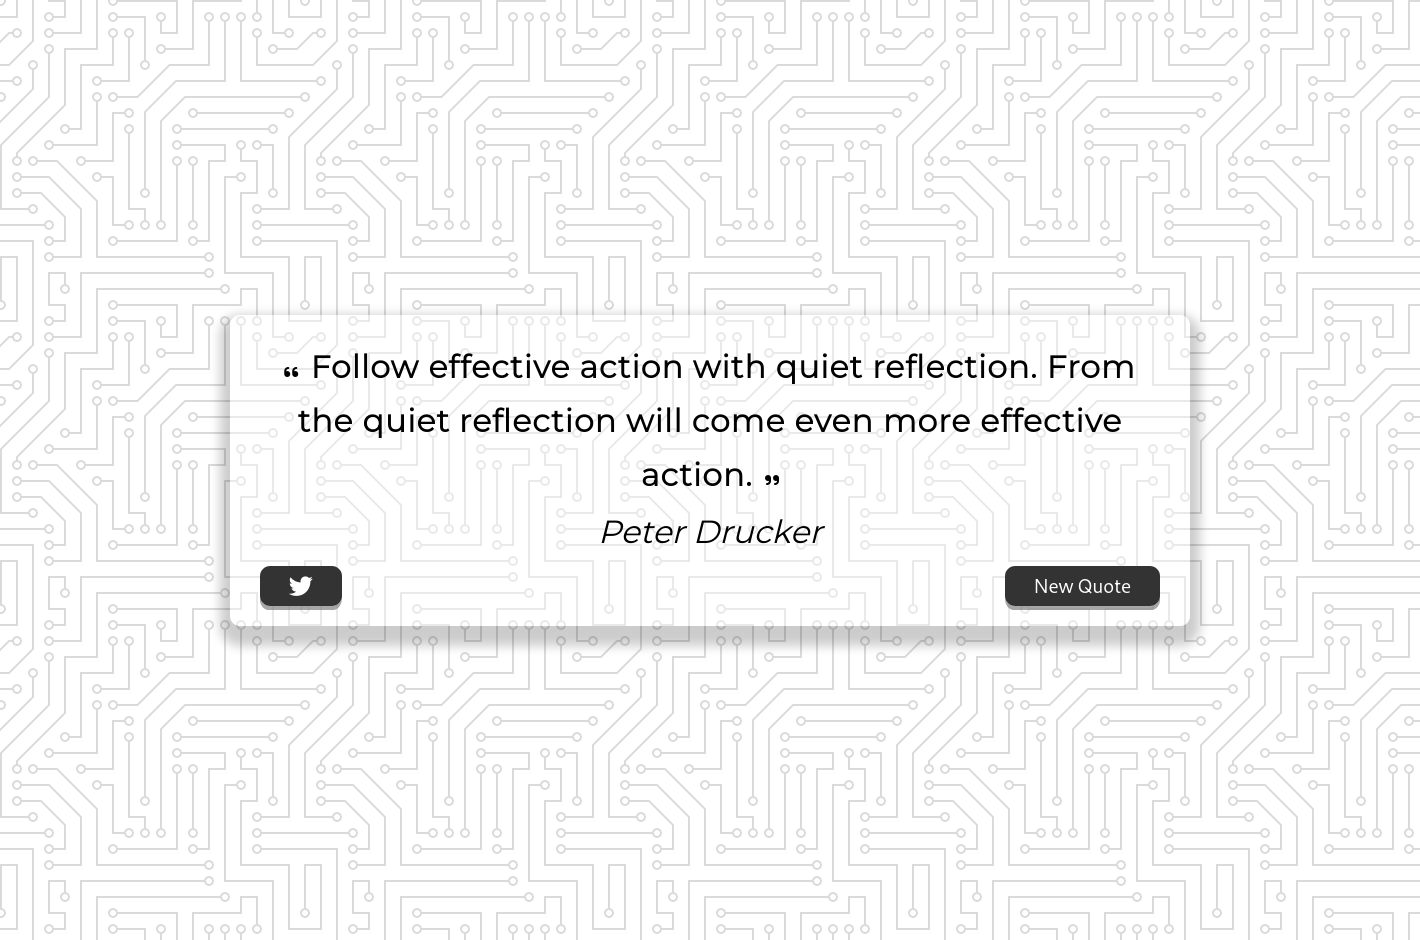 ❝ Follow effective action with quiet reflection. From
the quiet reflection will come even more effective
action. ❞
Peter Drucker
New Quote